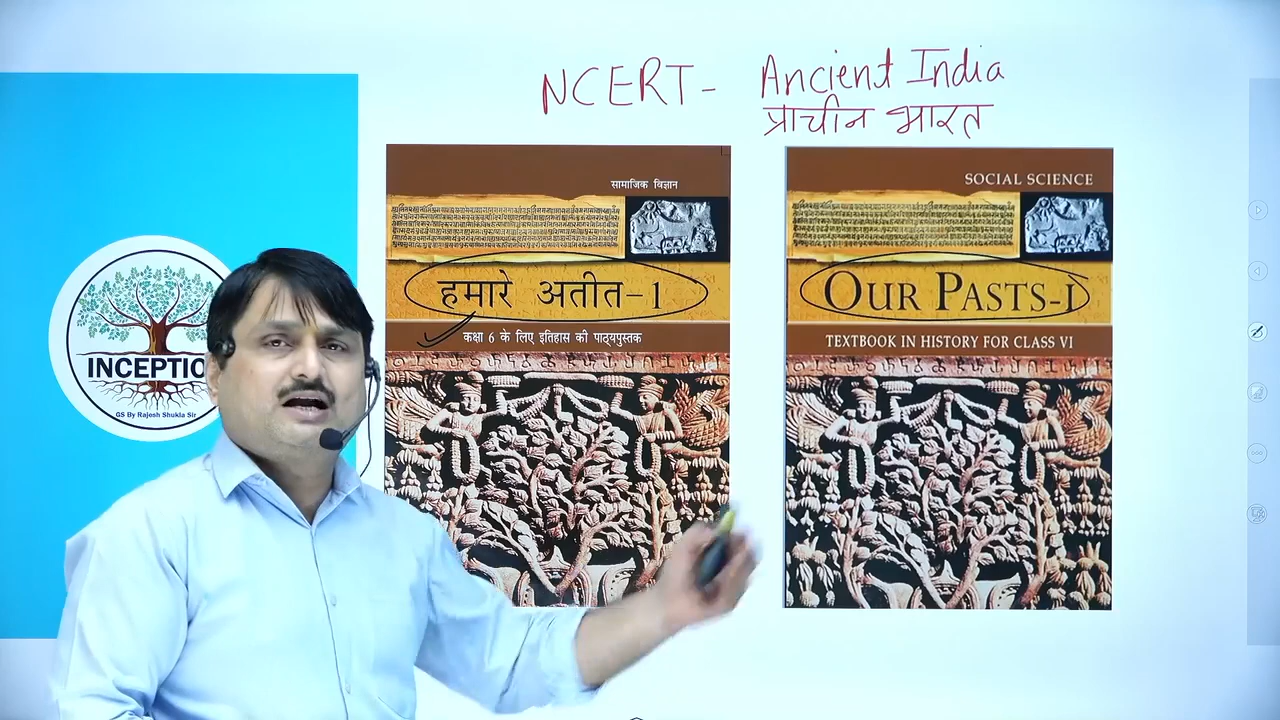 NCERT - Ancient India
प्राचीन भारत
सामाजिक विज्ञान
हमारे अतीत-1
कक्षा 6 के लिए इतिहास की पाठ्यपुस्तक
SOCIAL SCIENCE
OUR PASTS-I
TEXTBOOK IN HISTORY FOR CLASS VI
INCEPTIO
GS By Rajesh Shukla Sir